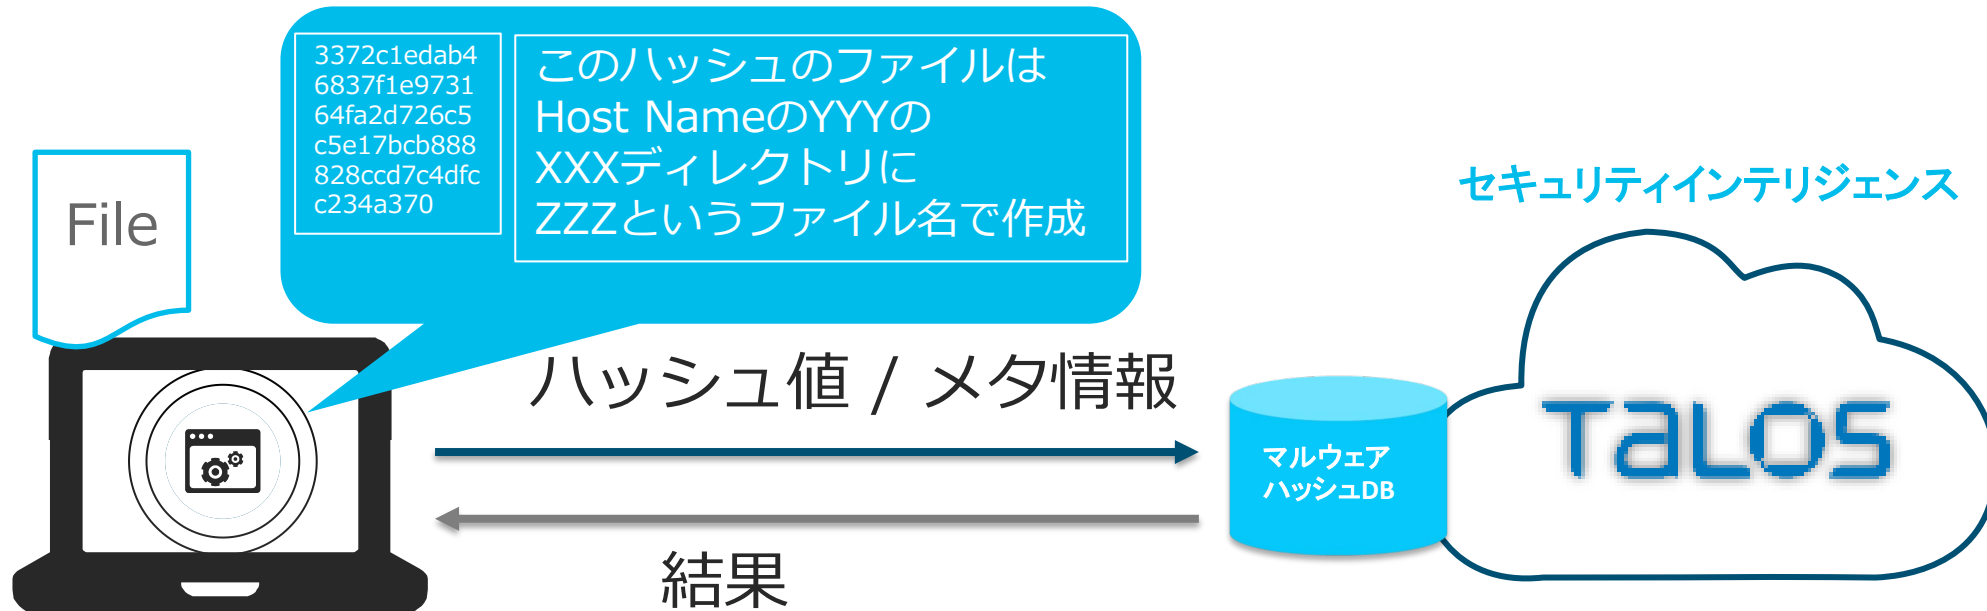 3372c1edab4
6837f1e9731
64fa2d726c5
c5e17bcb888
828ccd7c4dfc
c234a370
このハッシュのファイルは
Host NameのYYYの
XXXディレクトリに
ZZZというファイル名で作成
File
セキュリティインテリジェンス
ハッシュ値 / メタ情報
マルウェア
ハッシュDB
TaLOS
結果